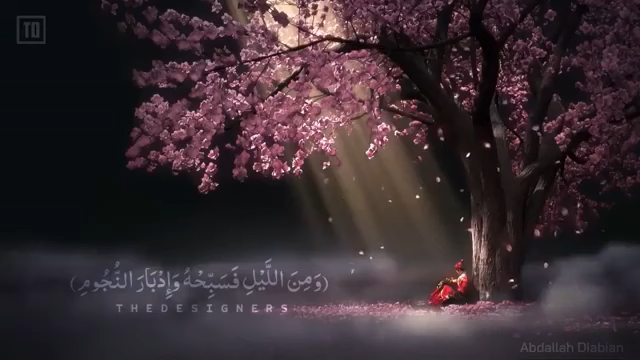 TD
(وَمِنَ اللَّيْلِ فَسَبِّحْهُ وَإِدْبَارَ النُّجُومِ)
THEDESIGNERS
Abdallah Diabian